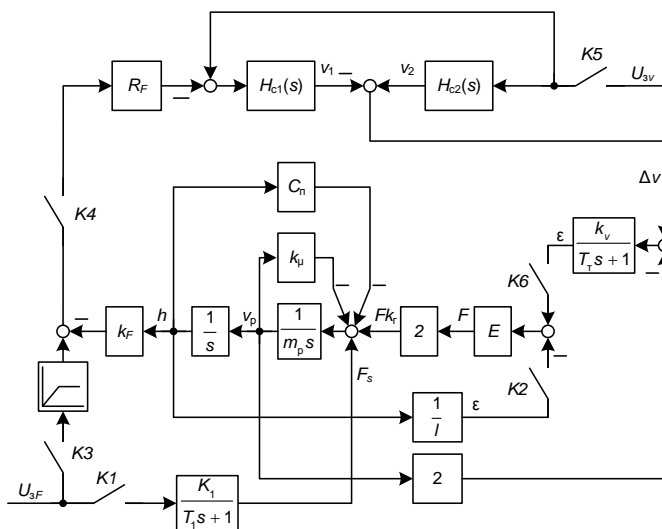 K5
R_F
H_c1(s)
v_1
v_2
H_c2(s)
U_зv
Δv
C_п
K4
k_v
T_т s + 1
ε
K6
k_μ
h
v_p
Fk_г
F
k_F
1
s
1
m_p s
2
E
F_s
K2
1
l
ε
K3
K1
U_зF
K_1
T_1 s + 1
2